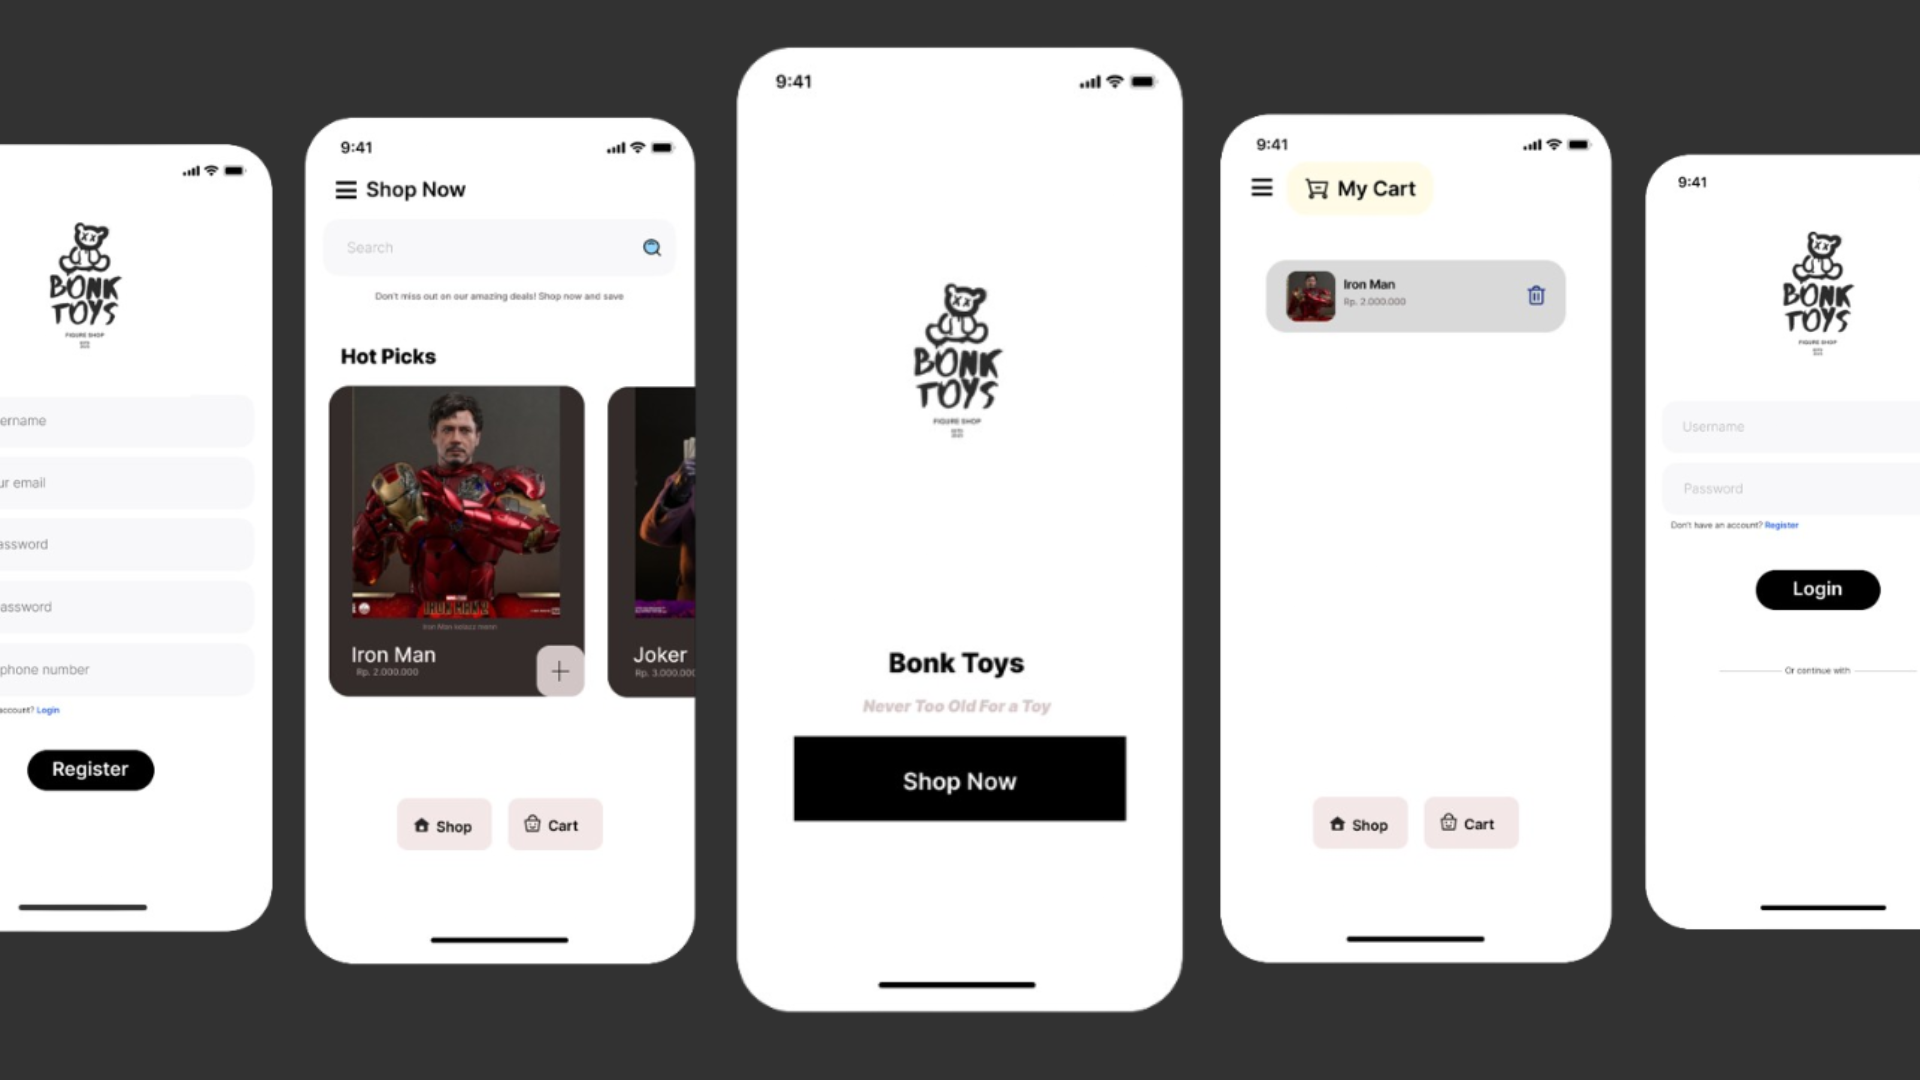 BONK
TOYS
FIGURE SHOP
ername
ur email
assword
assword
phone number
account? Login
Register
9:41
Shop Now
Search
Don't miss out on our amazing deals! Shop now and save
Hot Picks
IRON MAN 2
Iron Man
Rp. 2.000.000
Joker
Rp. 3.000.000
Shop
Cart
9:41
BONK
TOYS
FIGURE SHOP
Bonk Toys
Never Too Old For a Toy
Shop Now
9:41
My Cart
Iron Man
Rp. 2.000.000
Shop
Cart
9:41
BONK
TOYS
FIGURE SHOP
Username
Password
Don't have an account? Register
Login
Or continue with